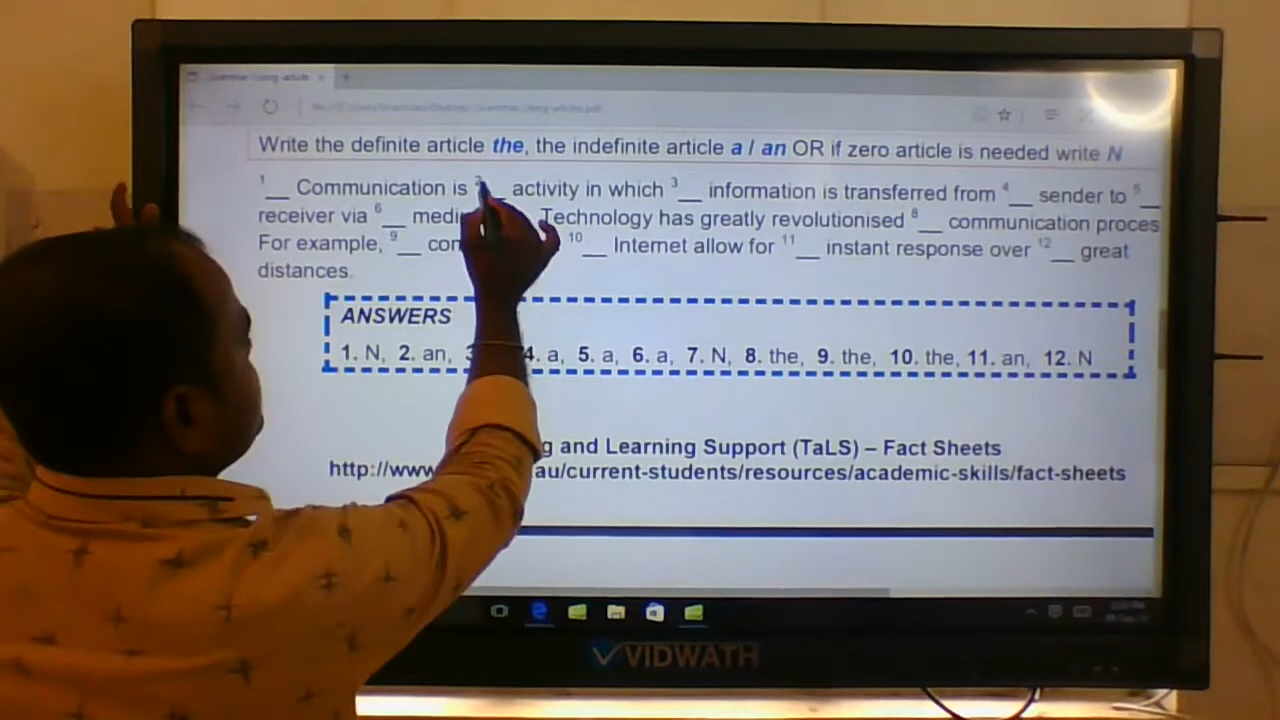 Write the definite article the, the indefinite article a / an OR if zero article is needed write N
1__ Communication is 2__ activity in which 3__ information is transferred from 4__ sender to 5__
receiver via 6__ Technology has greatly revolutionised 8__ communication proces
For example, 9__ 10__ Internet allow for 11__ instant response over 12__ great
distances.
ANSWERS
1. N, 2. an, 4. a, 5. a, 6. a, 7. N, 8. the, 9. the, 10. the, 11. an, 12. N
and Learning Support (TaLS) – Fact Sheets
http://www au/current-students/resources/academic-skills/fact-sheets
VIDWATH